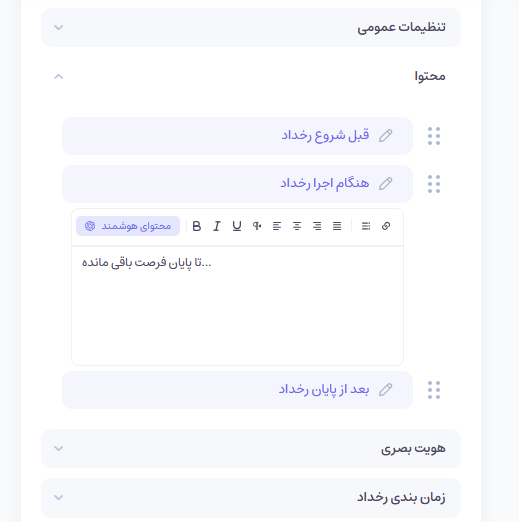 تنظیمات عمومی
محتوا
قبل شروع رخداد
هنگام اجرا رخداد
محتوای هوشمند
تا پایان فرصت باقی مانده...
بعد از پایان رخداد
هویت بصری
زمان بندی رخداد